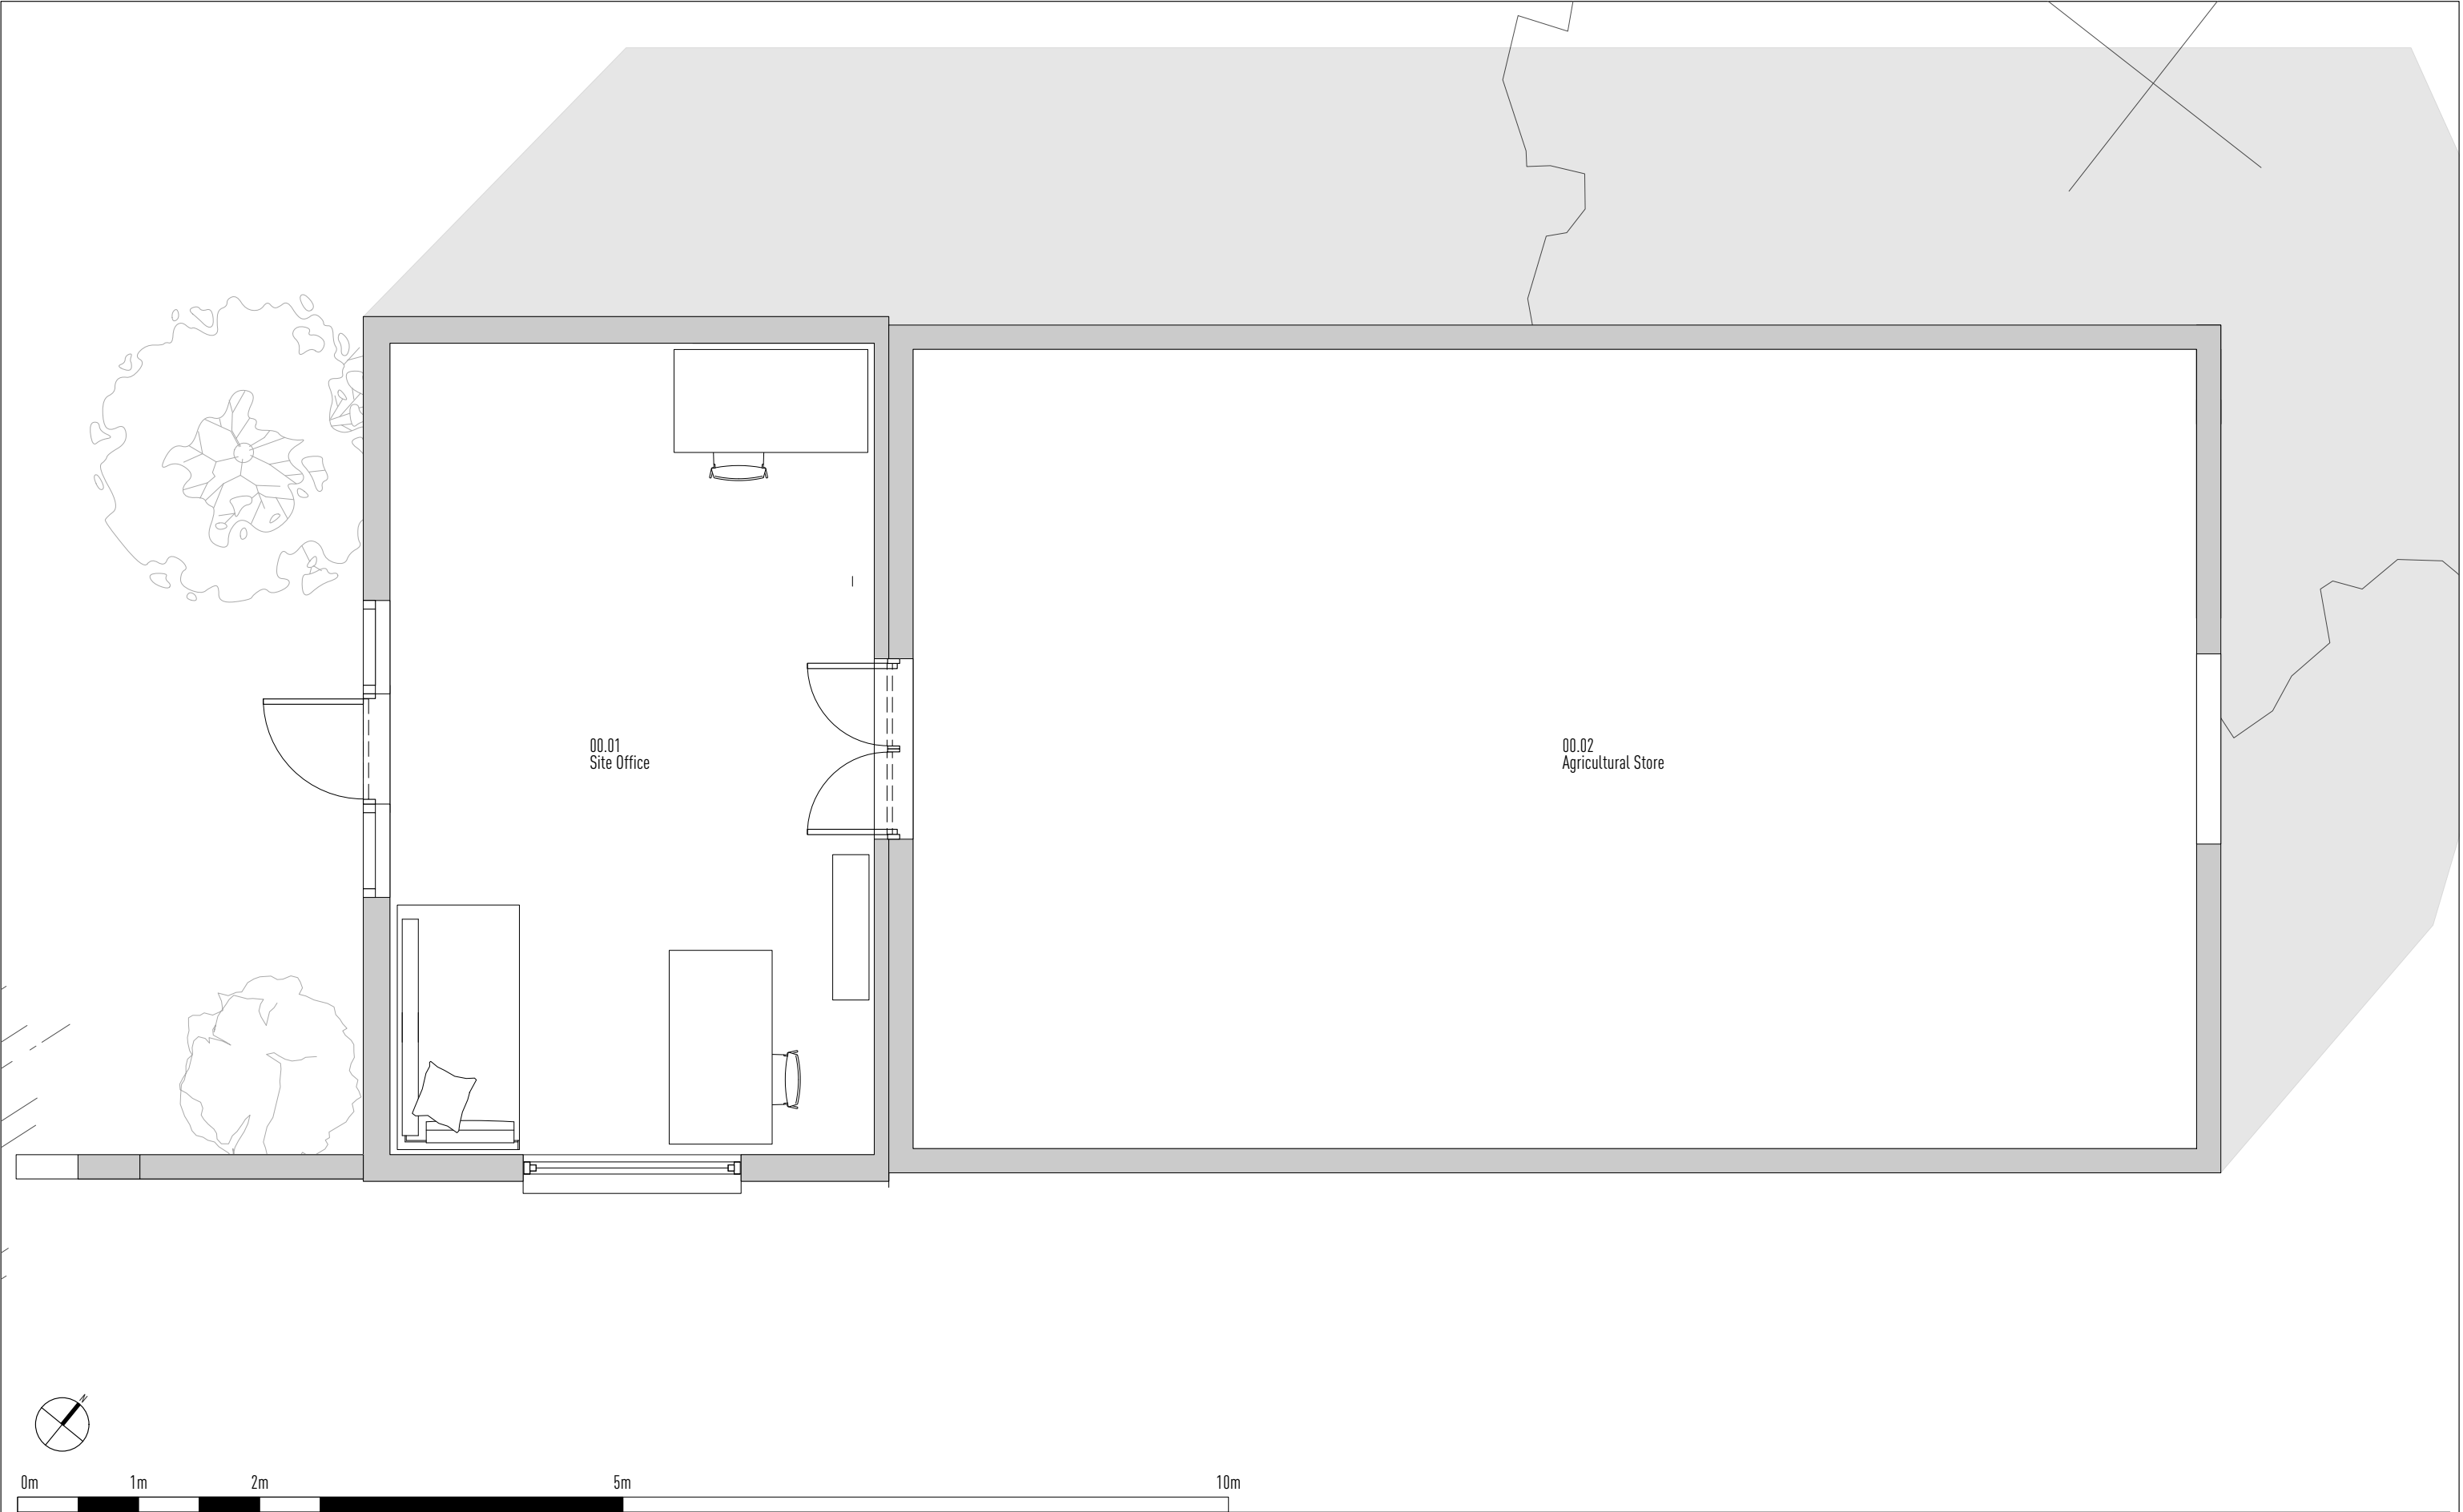 00.01
Site Office
00.02
Agricultural Store
N
0m 1m 2m 5m 10m